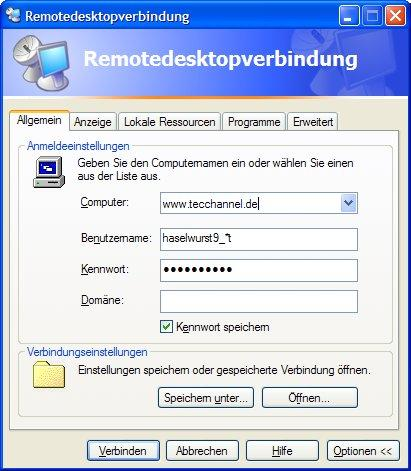 Remotedesktopverbindung
Remotedesktopverbindung
Allgemein Anzeige Lokale Ressourcen Programme Erweitert
Anmeldeeinstellungen
Geben Sie den Computernamen ein oder wählen Sie einen
aus der Liste aus.
Computer: www.tecchannel.de
Benutzername: haselwurst9_*t
Kennwort: ••••••••••
Domäne:
Kennwort speichern
Verbindungseinstellungen
Einstellungen speichern oder gespeicherte Verbindung öffnen.
Speichern unter... Öffnen...
Verbinden Abbrechen Hilfe Optionen <<